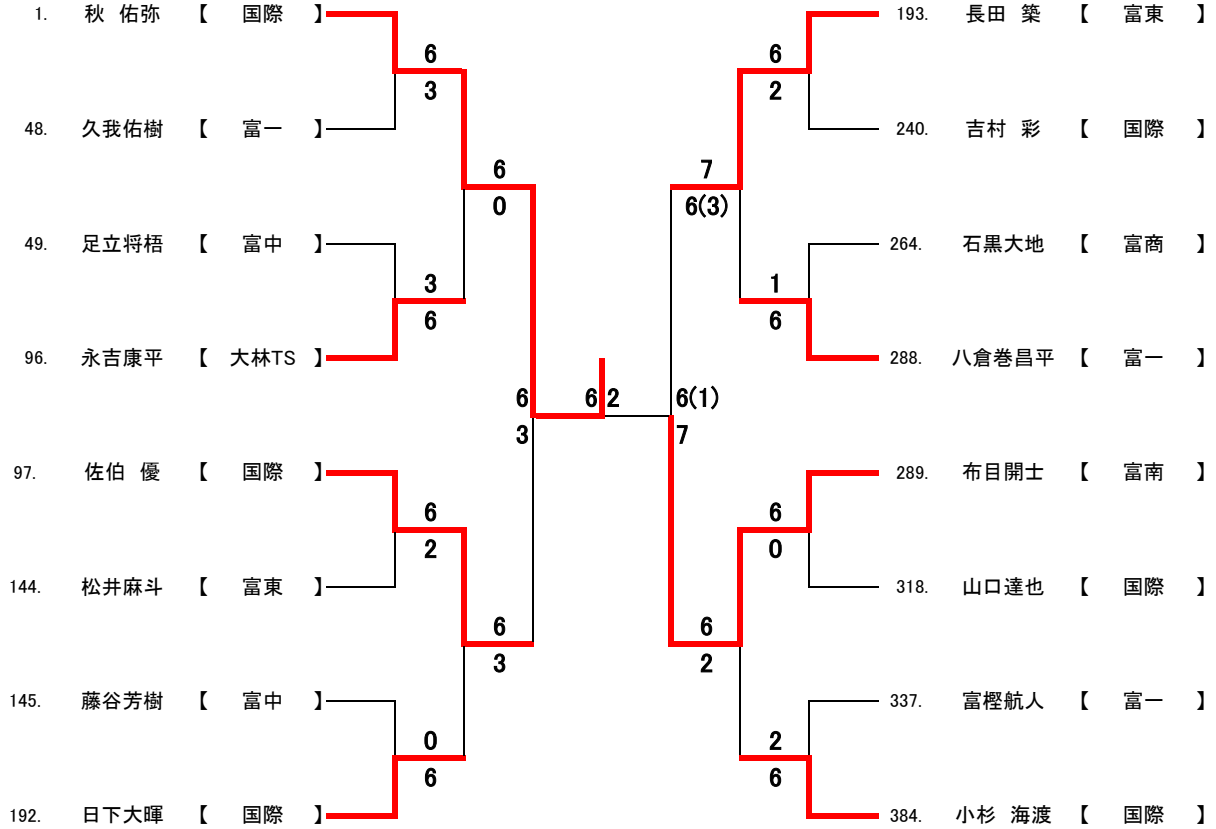 1. 秋 佑弥 【 国際 】
6
3
48. 久我佑樹 【 富一 】
6
0
49. 足立将梧 【 富中 】
3
6
96. 永吉康平 【 大林TS 】
6
3
97. 佐伯 優 【 国際 】
6
2
144. 松井麻斗 【 富東 】
6
3
145. 藤谷芳樹 【 富中 】
0
6
192. 日下大暉 【 国際 】
6 2
193. 長田 築 【 富東 】
6
2
240. 吉村 彩 【 国際 】
7
6(3)
264. 石黒大地 【 富商 】
1
6
288. 八倉巻昌平 【 富一 】
6(1)
7
289. 布目開士 【 富南 】
6
0
318. 山口達也 【 国際 】
6
2
337. 富樫航人 【 富一 】
2
6
384. 小杉 海渡 【 国際 】